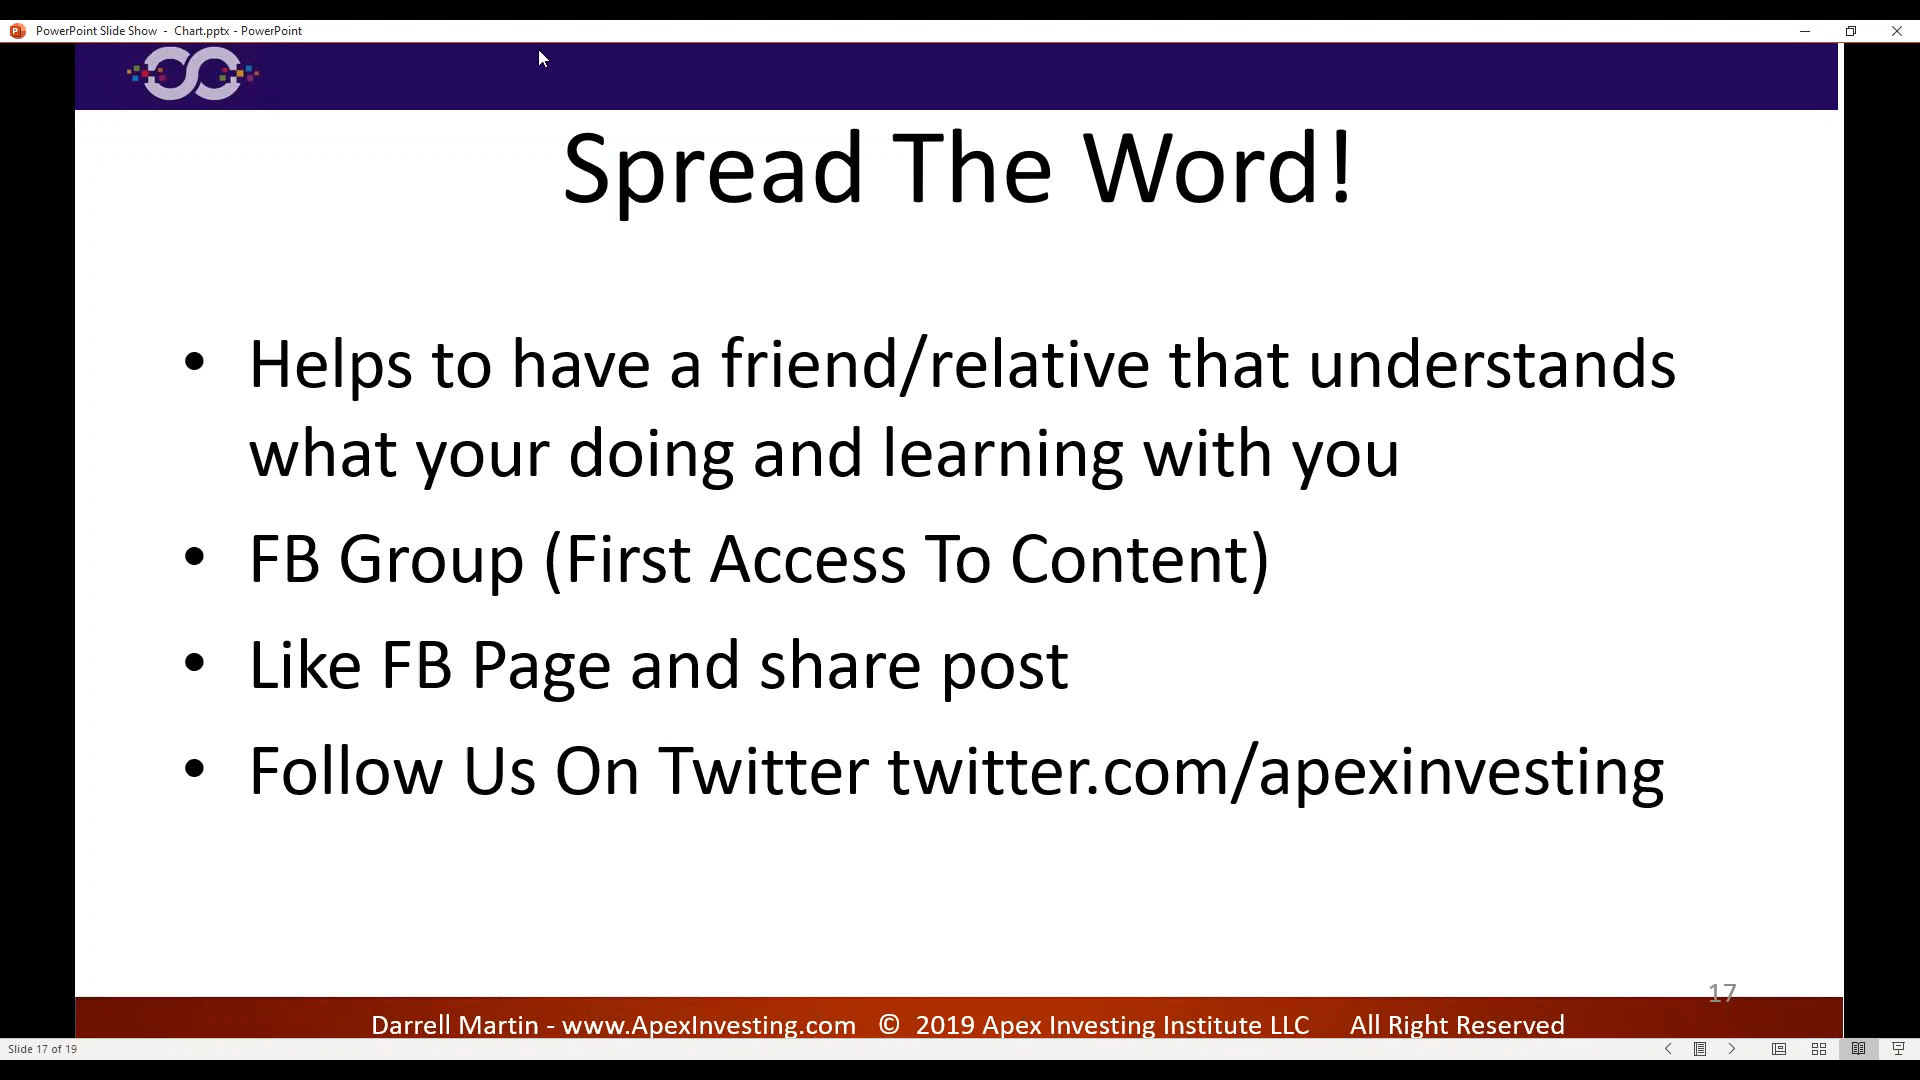 PowerPoint Slide Show - Chart.pptx - PowerPoint
Spread The Word!
• Helps to have a friend/relative that understands
what your doing and learning with you
• FB Group (First Access To Content)
• Like FB Page and share post
• Follow Us On Twitter twitter.com/apexinvesting
17
Darrell Martin - www.ApexInvesting.com © 2019 Apex Investing Institute LLC All Right Reserved
Slide 17 of 19